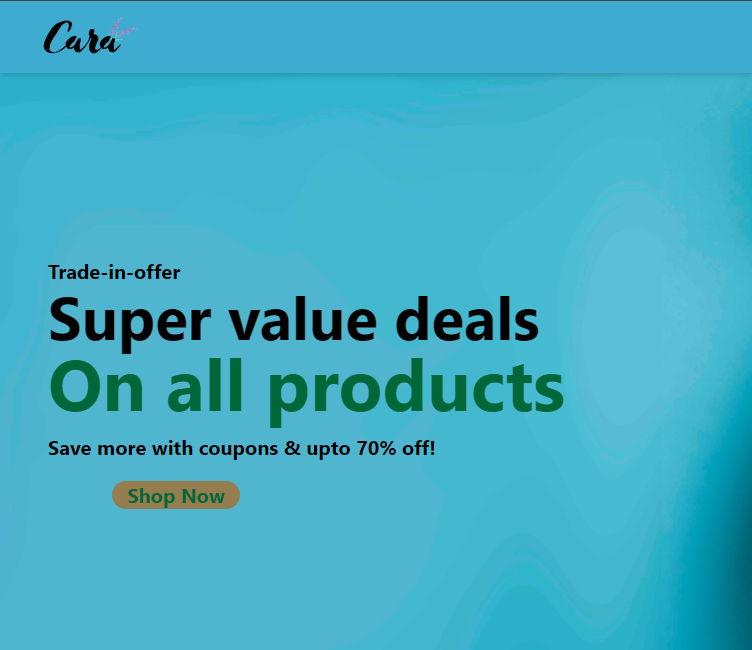 Cara
Trade-in-offer
Super value deals
On all products
Save more with coupons & upto 70% off!
Shop Now